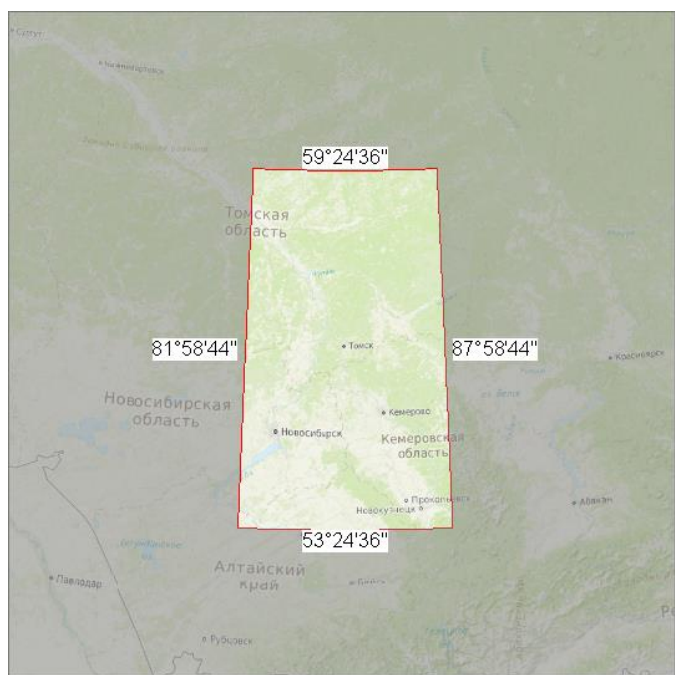 Сургут
Нижневартовск
59°24'36"
Томская
область
81°58'44"
87°58'44"
Томск
Красноярск
Новосибирская
область
Кемерово
Новосибирск
Кемеровская
область
Прокопьевск
Новокузнецк
Абакан
53°24'36"
Алтайский
край
Павлодар
Бийск
Рубцовск